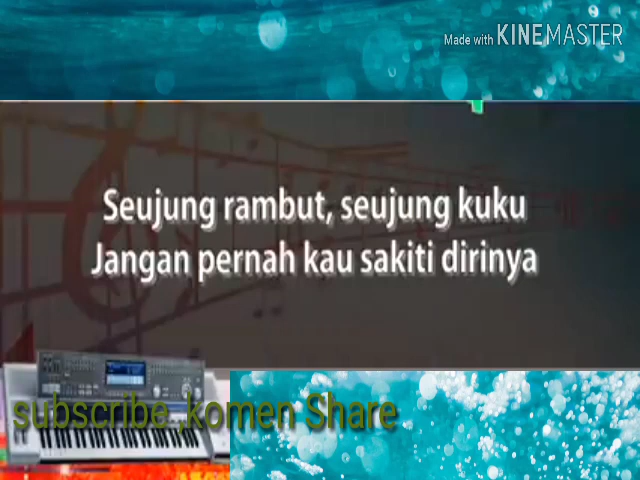 Made with KINEMASTER
Seujung rambut, seujung kuku
Jangan pernah kau sakiti dirinya
subscribe.komen Share